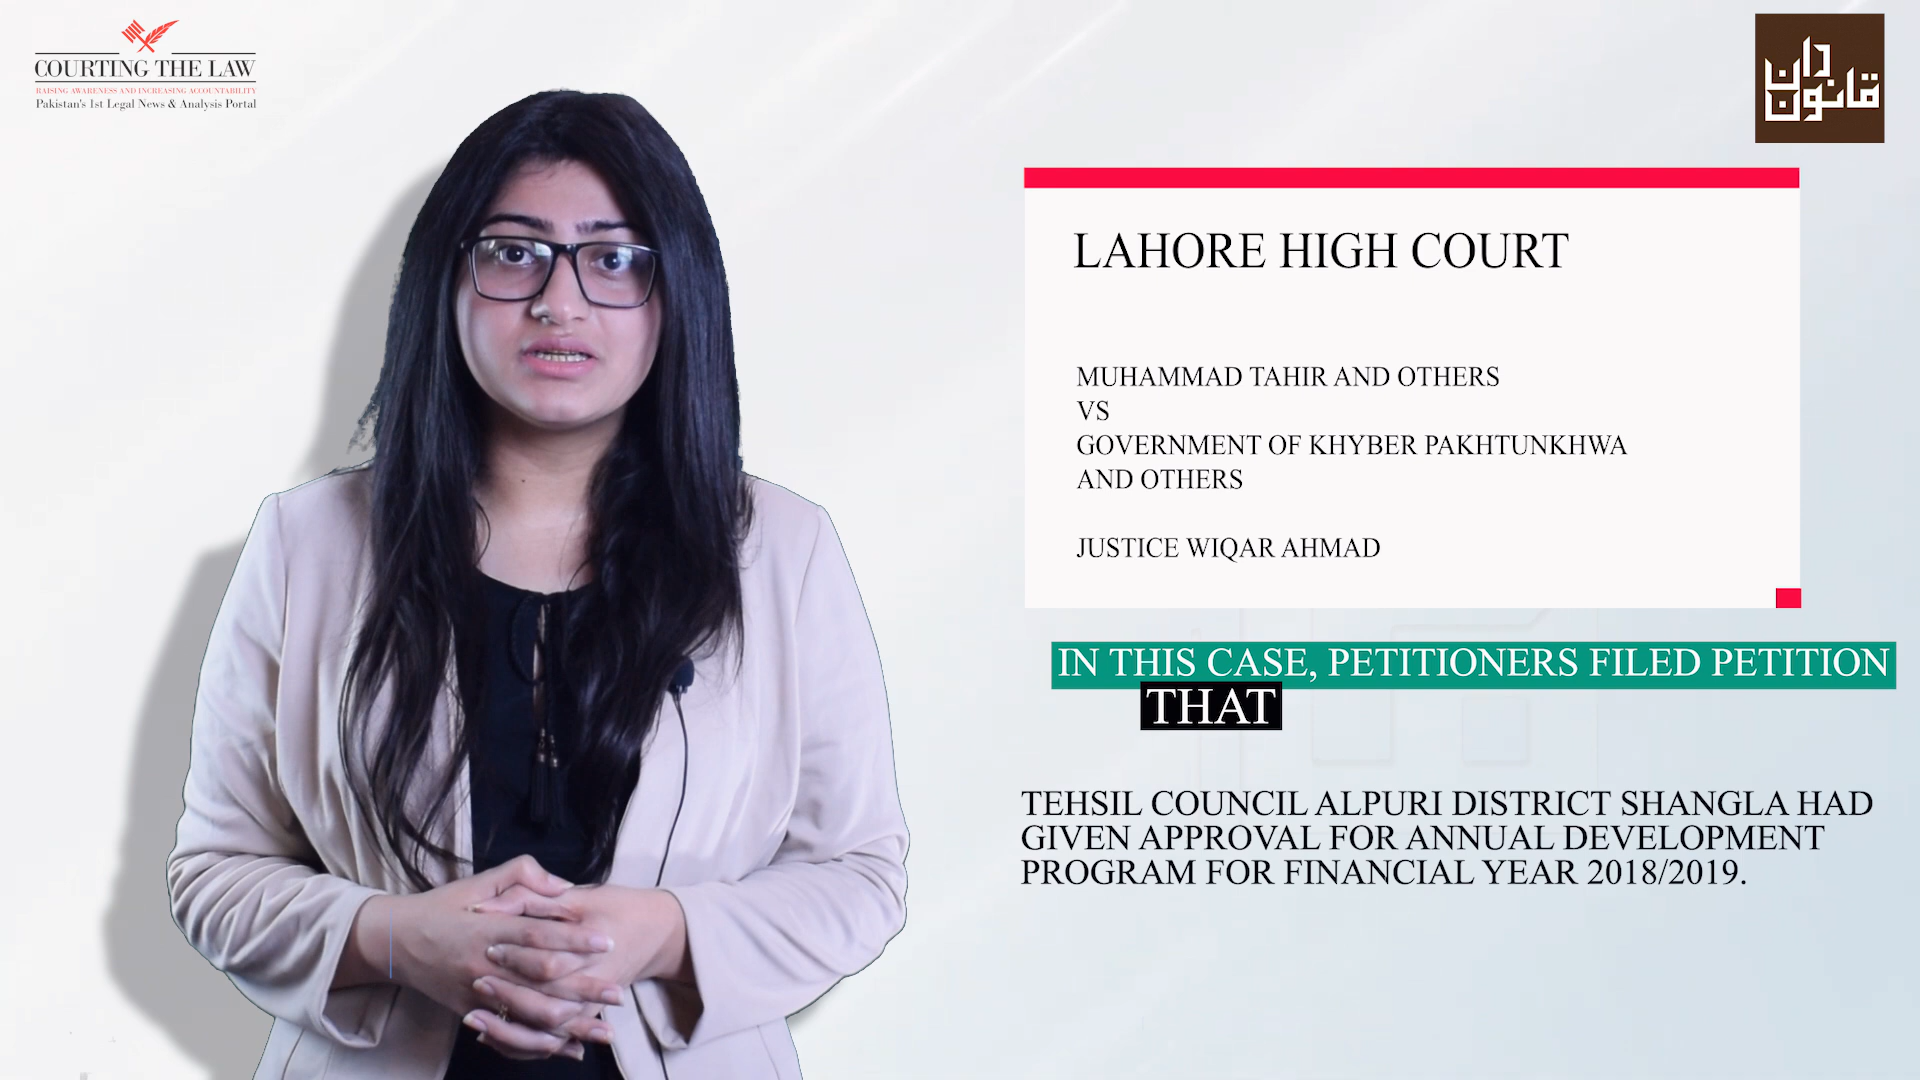 COURTING THE LAW
RAISING AWARENESS AND INCREASING ACCOUNTABILITY
Pakistan's 1st Legal News & Analysis Portal
قانون دان
LAHORE HIGH COURT
MUHAMMAD TAHIR AND OTHERS
VS
GOVERNMENT OF KHYBER PAKHTUNKHWA
AND OTHERS
JUSTICE WIQAR AHMAD
IN THIS CASE, PETITIONERS FILED PETITION
THAT
TEHSIL COUNCIL ALPURI DISTRICT SHANGLA HAD
GIVEN APPROVAL FOR ANNUAL DEVELOPMENT
PROGRAM FOR FINANCIAL YEAR 2018/2019.